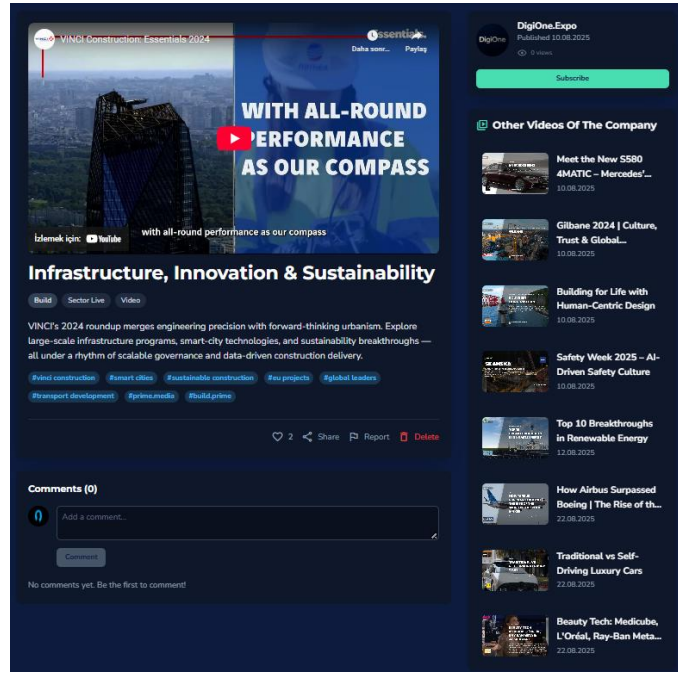 VINCI Construction: Essentials 2024
essentials.
Daha sonr...
Paylaş
WITH ALL-ROUND
PERFORMANCE
AS OUR COMPASS
with all-round performance as our compass
İzlemek için: YouTube
Infrastructure, Innovation & Sustainability
Build
Sector Live
Video
VINCI's 2024 roundup merges engineering precision with forward-thinking urbanism. Explore
large-scale infrastructure programs, smart-city technologies, and sustainability breakthroughs —
all under a rhythm of scalable governance and data-driven construction delivery.
#vinci construction #smart cities #sustainable construction #eu projects #global leaders
#transport development #prime.media #build.prime
2 Share Report Delete
Comments (0)
Add a comment...
Comment
No comments yet. Be the first to comment!
DigiOne
DigiOne.Expo
Published 10.08.2025
0 views
Subscribe
Other Videos Of The Company
Meet the New S580
4MATIC – Mercedes'...
10.08.2025
Gilbane 2024 | Culture,
Trust & Global...
10.08.2025
Building for Life with
Human-Centric Design
10.08.2025
SKANSKA
Safety Week 2025 – AI-
Driven Safety Culture
10.08.2025
Top 10 Breakthroughs
in Renewable Energy
12.08.2025
How Airbus Surpassed
Boeing | The Rise of th...
22.08.2025
Traditional vs Self-
Driving Luxury Cars
22.08.2025
Beauty Tech: Medicube,
L'Oréal, Ray-Ban Meta...
22.08.2025